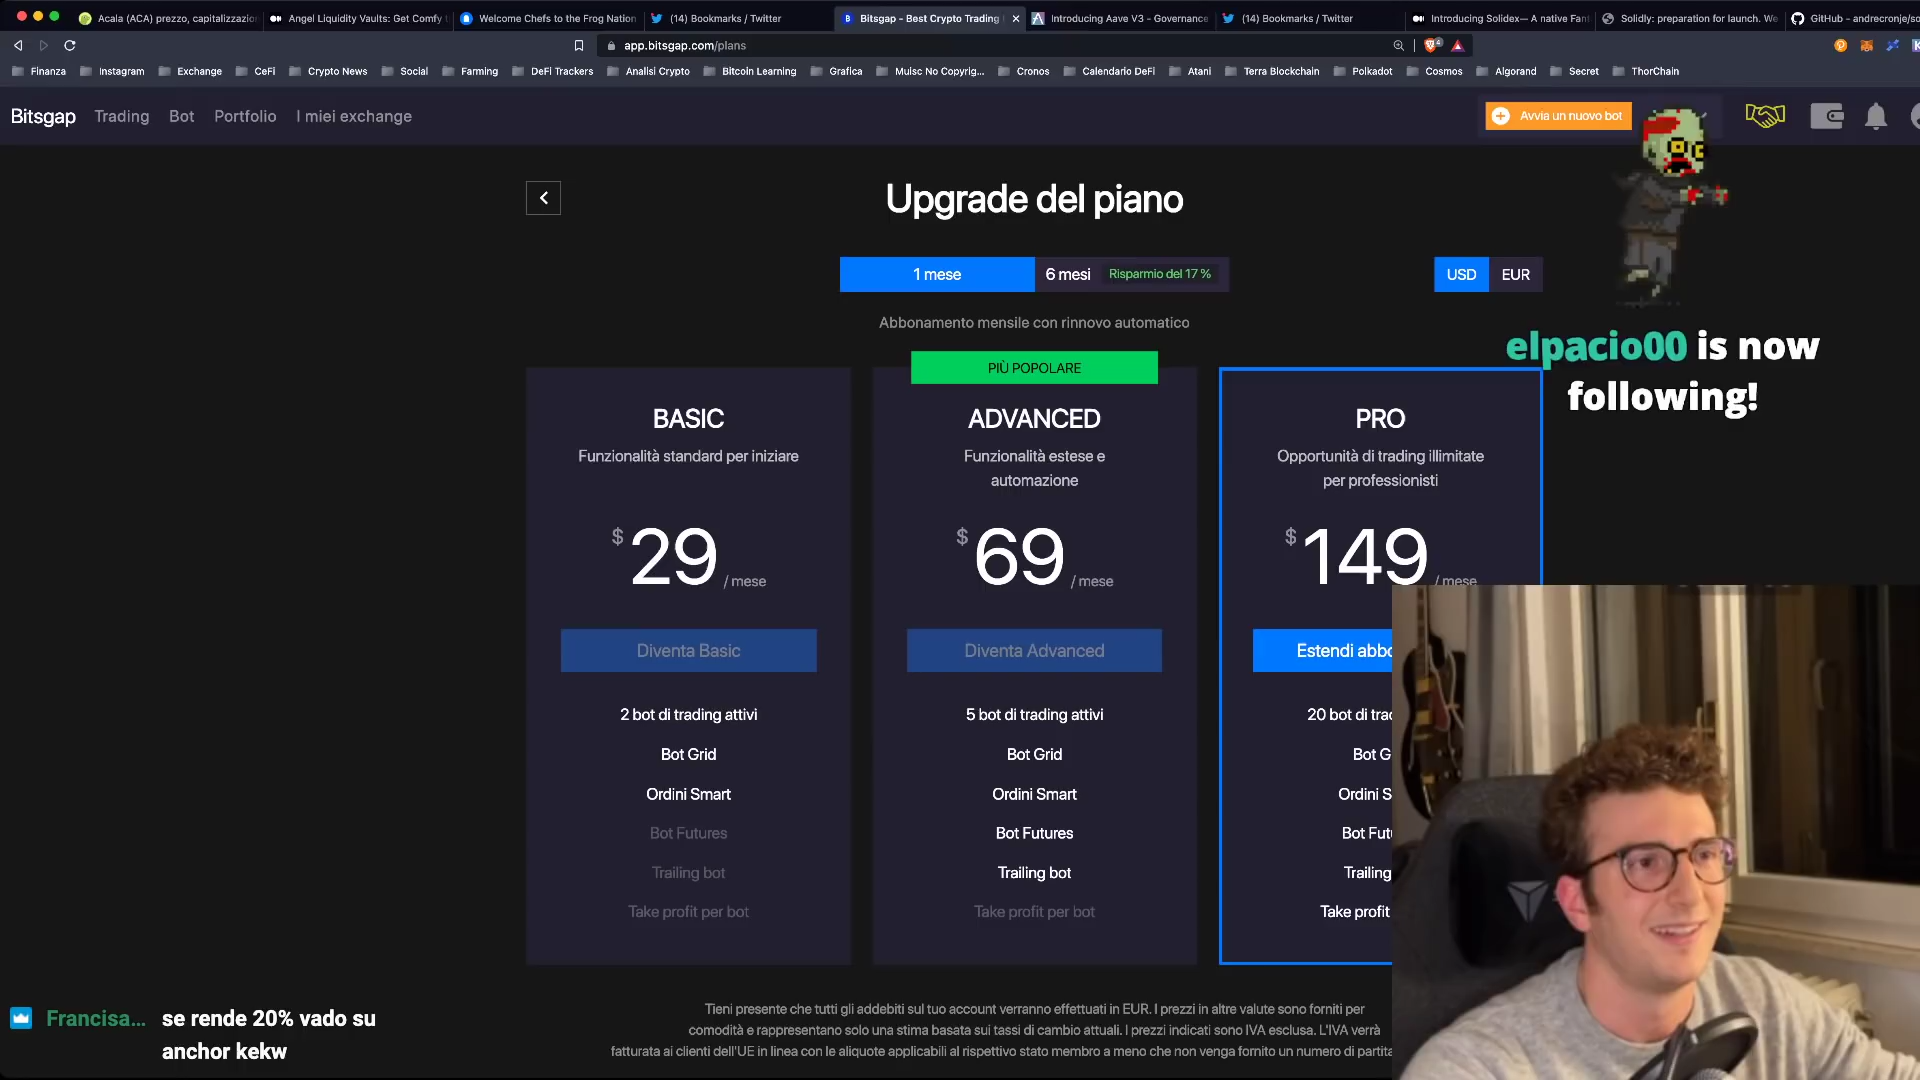 Acala (ACA) prezzo, capitalizzazio
Angel Liquidity Vaults: Get Comfy
Welcome Chefs to the Frog Nation
(14) Bookmarks / Twitter
Bitsgap - Best Crypto Trading
Introducing Aave V3 - Governance
(14) Bookmarks / Twitter
Introducing Solidex— A native Fan
Solidly: preparation for launch. We
GitHub - andrecronje/so
app.bitsgap.com/plans
Finanza
Instagram
Exchange
CeFi
Crypto News
Social
Farming
DeFi Trackers
Analisi Crypto
Bitcoin Learning
Grafica
Muisc No Copyrig...
Cronos
Calendario DeFi
Atani
Terra Blockchain
Polkadot
Cosmos
Algorand
Secret
ThorChain
Bitsgap
Trading
Bot
Portfolio
I miei exchange
Avvia un nuovo bot
Upgrade del piano
1 mese
6 mesi
Risparmio del 17 %
USD
EUR
Abbonamento mensile con rinnovo automatico
elpacio00 is now
following!
PIÙ POPOLARE
BASIC
Funzionalità standard per iniziare
$ 29 / mese
Diventa Basic
2 bot di trading attivi
Bot Grid
Ordini Smart
Bot Futures
Trailing bot
Take profit per bot
ADVANCED
Funzionalità estese e
automazione
$ 69 / mese
Diventa Advanced
5 bot di trading attivi
Bot Grid
Ordini Smart
Bot Futures
Trailing bot
Take profit per bot
PRO
Opportunità di trading illimitate
per professionisti
$ 149 / mese
Estendi abbo
20 bot di trad
Bot G
Ordini S
Bot Fut
Trailing
Take profit
Tieni presente che tutti gli addebiti sul tuo account verranno effettuati in EUR. I prezzi in altre valute sono forniti per
comodità e rappresentano solo una stima basata sui tassi di cambio attuali. I prezzi indicati sono IVA esclusa. L'IVA verrà
fatturata ai clienti dell'UE in linea con le aliquote applicabili al rispettivo stato membro a meno che non venga fornito un numero di partita
Francisa... se rende 20% vado su
anchor kekw